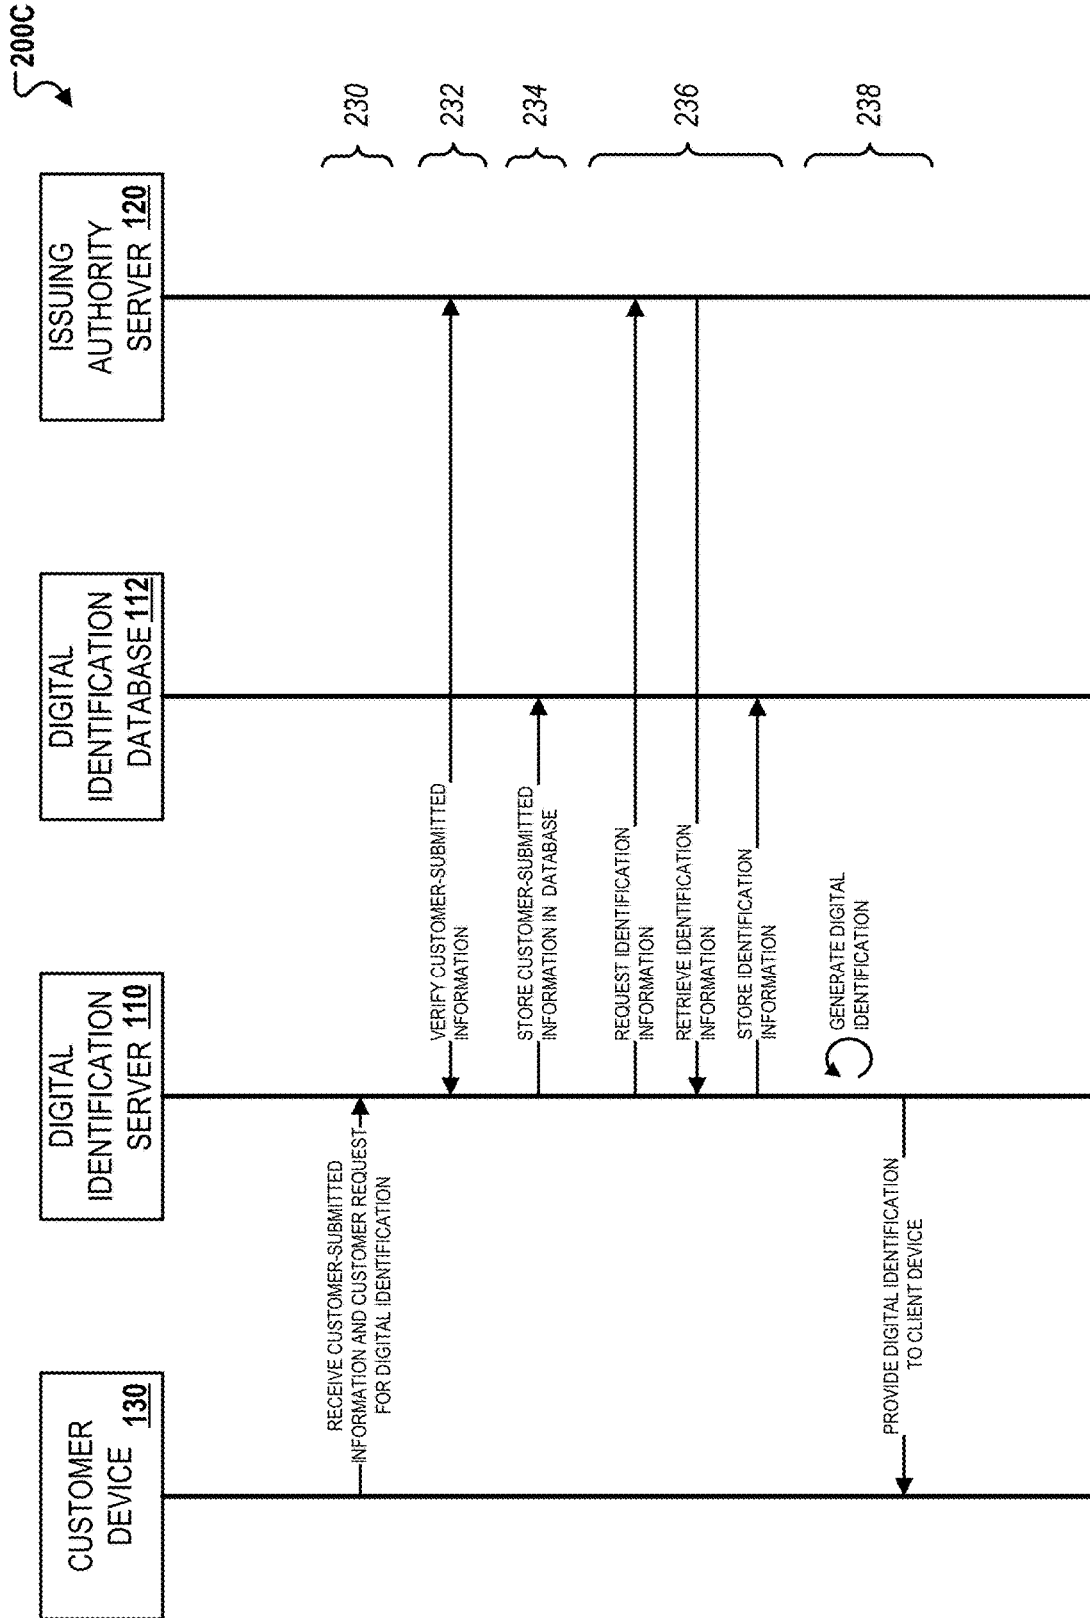 200C
CUSTOMER
DEVICE 130
DIGITAL
IDENTIFICATION
SERVER 110
DIGITAL
IDENTIFICATION
DATABASE 112
ISSUING
AUTHORITY
SERVER 120
RECEIVE CUSTOMER-SUBMITTED
INFORMATION AND CUSTOMER REQUEST
FOR DIGITAL IDENTIFICATION
230
VERIFY CUSTOMER-SUBMITTED
INFORMATION
232
STORE CUSTOMER-SUBMITTED
INFORMATION IN DATABASE
234
REQUEST IDENTIFICATION
INFORMATION
RETRIEVE IDENTIFICATION
INFORMATION
STORE IDENTIFICATION
INFORMATION
236
GENERATE DIGITAL
IDENTIFICATION
PROVIDE DIGITAL IDENTIFICATION
TO CLIENT DEVICE
238